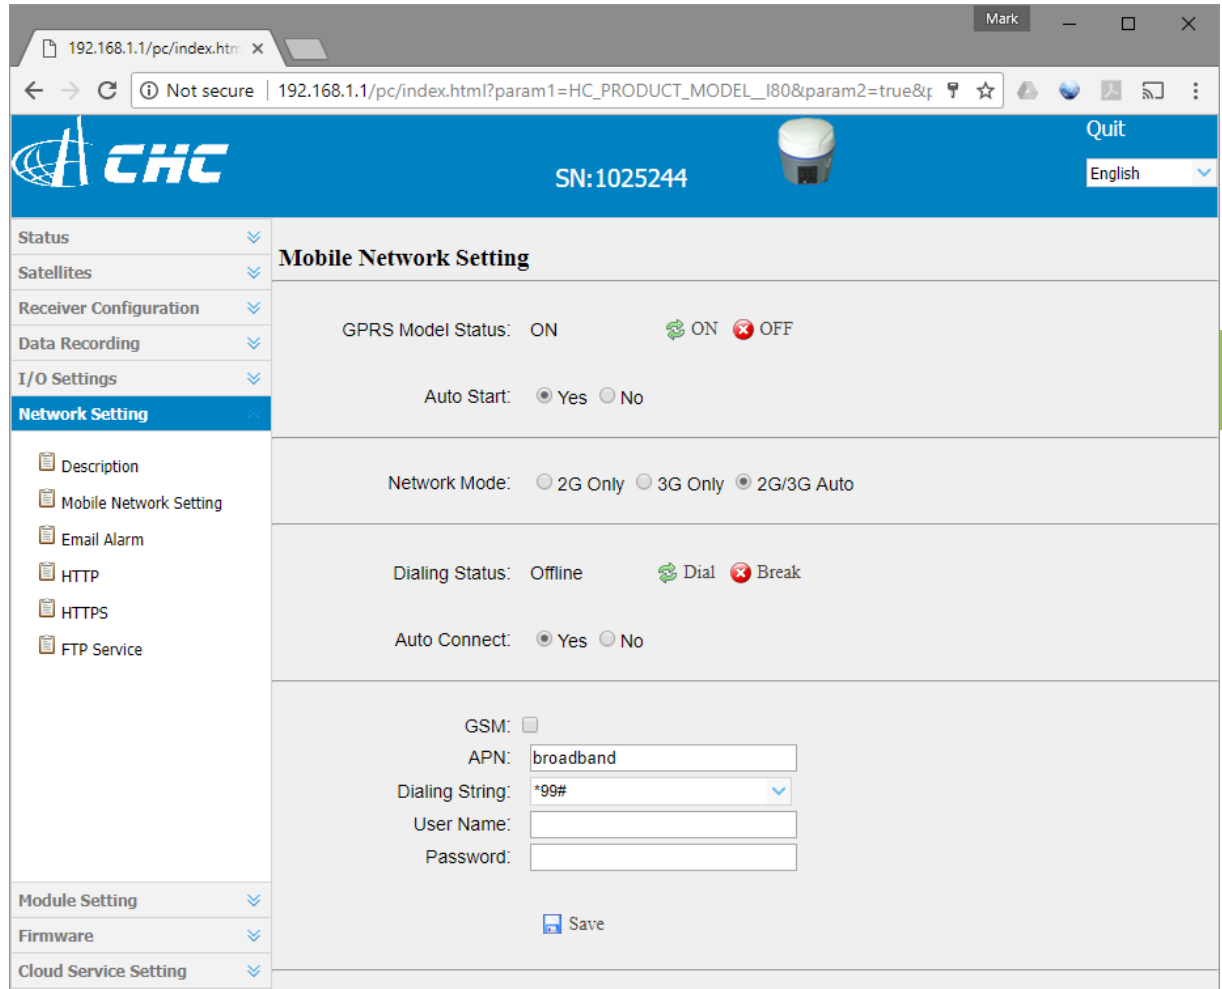 Mark
192.168.1.1/pc/index.htm
Not secure | 192.168.1.1/pc/index.html?param1=HC_PRODUCT_MODEL__I80&param2=true&p
CHC
SN:1025244
Quit
English
Status
Satellites
Receiver Configuration
Data Recording
I/O Settings
Network Setting
Description
Mobile Network Setting
Email Alarm
HTTP
HTTPS
FTP Service
Module Setting
Firmware
Cloud Service Setting
Mobile Network Setting
GPRS Model Status: ON ON OFF
Auto Start: Yes No
Network Mode: 2G Only 3G Only 2G/3G Auto
Dialing Status: Offline Dial Break
Auto Connect: Yes No
GSM:
APN: broadband
Dialing String: *99#
User Name:
Password:
Save